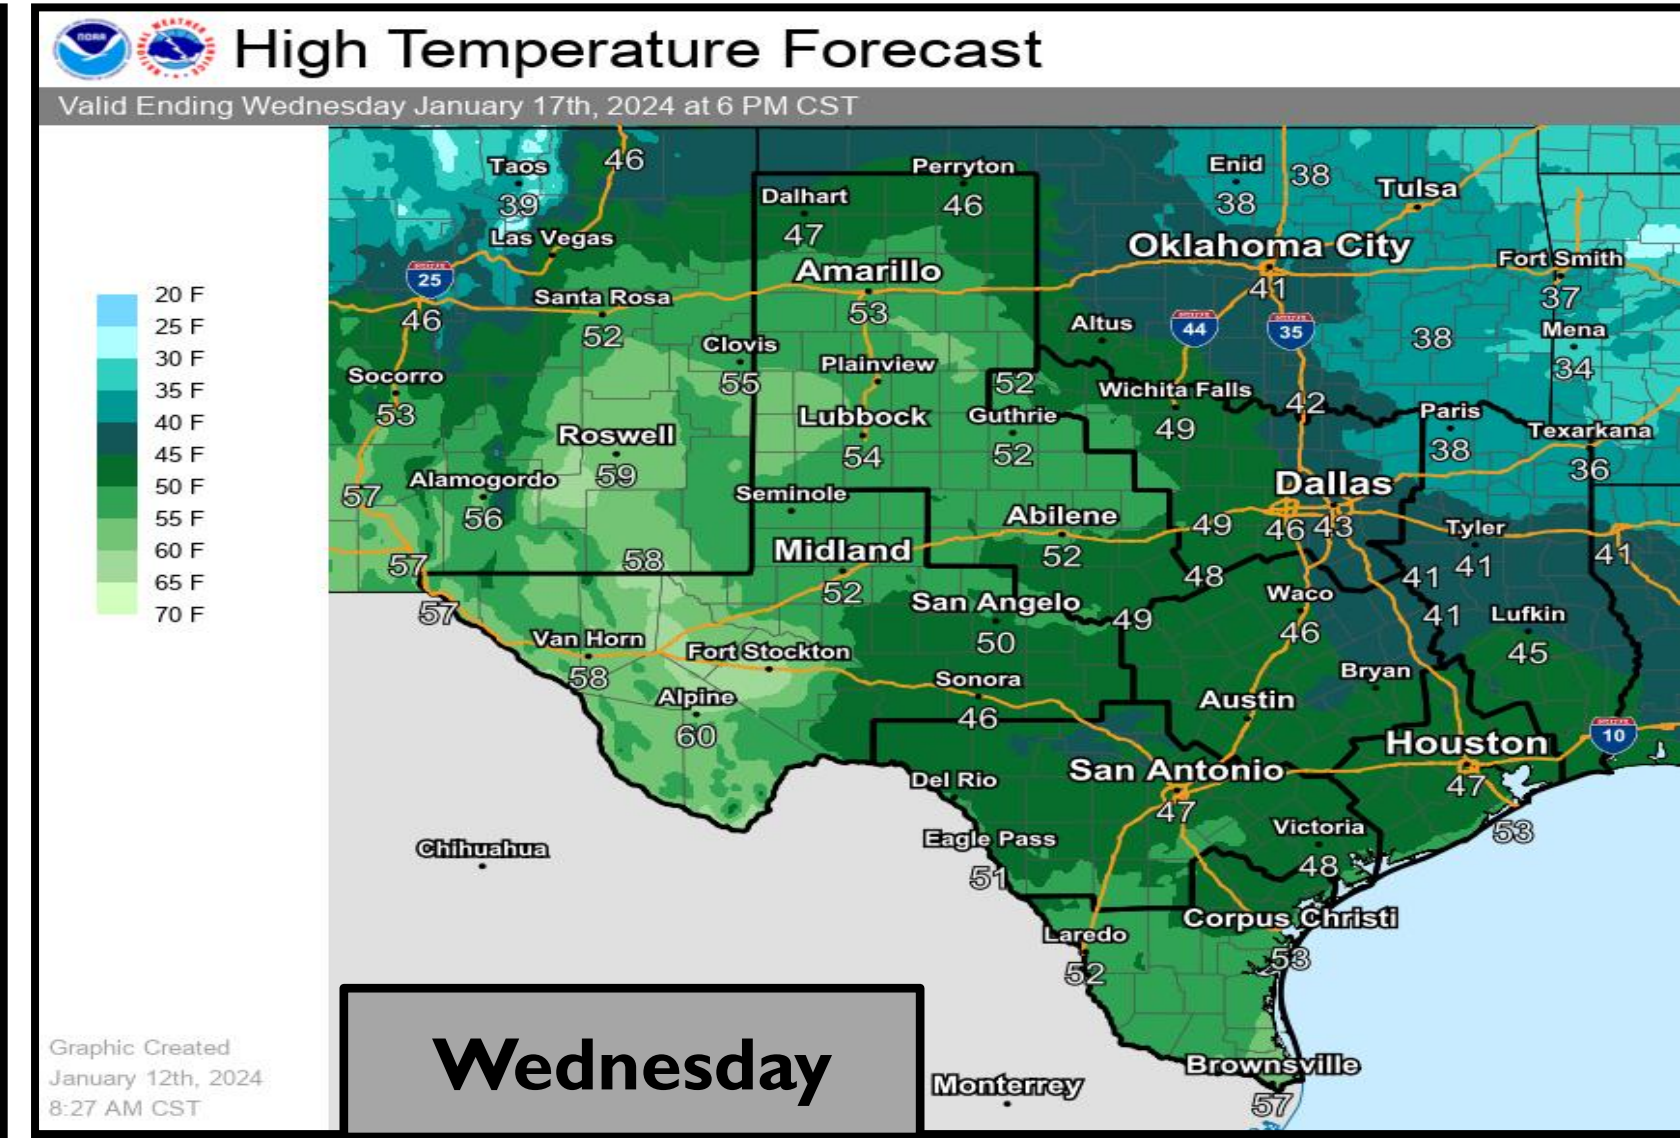 High Temperature Forecast
Valid Ending Wednesday January 17th, 2024 at 6 PM CST
20 F
25 F
30 F
35 F
40 F
45 F
50 F
55 F
60 F
65 F
70 F
Taos
39
46
Las Vegas
25
46
Santa Rosa
52
Clovis
55
Socorro
53
Roswell
59
Alamogordo
56
57
57
58
57
Perryton
46
Dalhart
47
Amarillo
53
Plainview
Lubbock
54
52
Guthrie
52
Seminole
Midland
52
Abilene
52
San Angelo
50
Van Horn
58
Fort Stockton
Alpine
60
Sonora
46
Enid
38
38
Tulsa
Oklahoma City
41
Fort Smith
37
Altus
44
35
38
Mena
34
Wichita Falls
49
42
Paris
38
Texarkana
36
Dallas
49
46
43
Tyler
41
41
41
48
Waco
46
41
Lufkin
45
49
Bryan
Austin
10
Houston
47
53
San Antonio
47
Del Rio
Eagle Pass
51
Victoria
48
Corpus Christi
53
Laredo
52
Brownsville
57
Chihuahua
Monterrey
Wednesday
Graphic Created
January 12th, 2024
8:27 AM CST